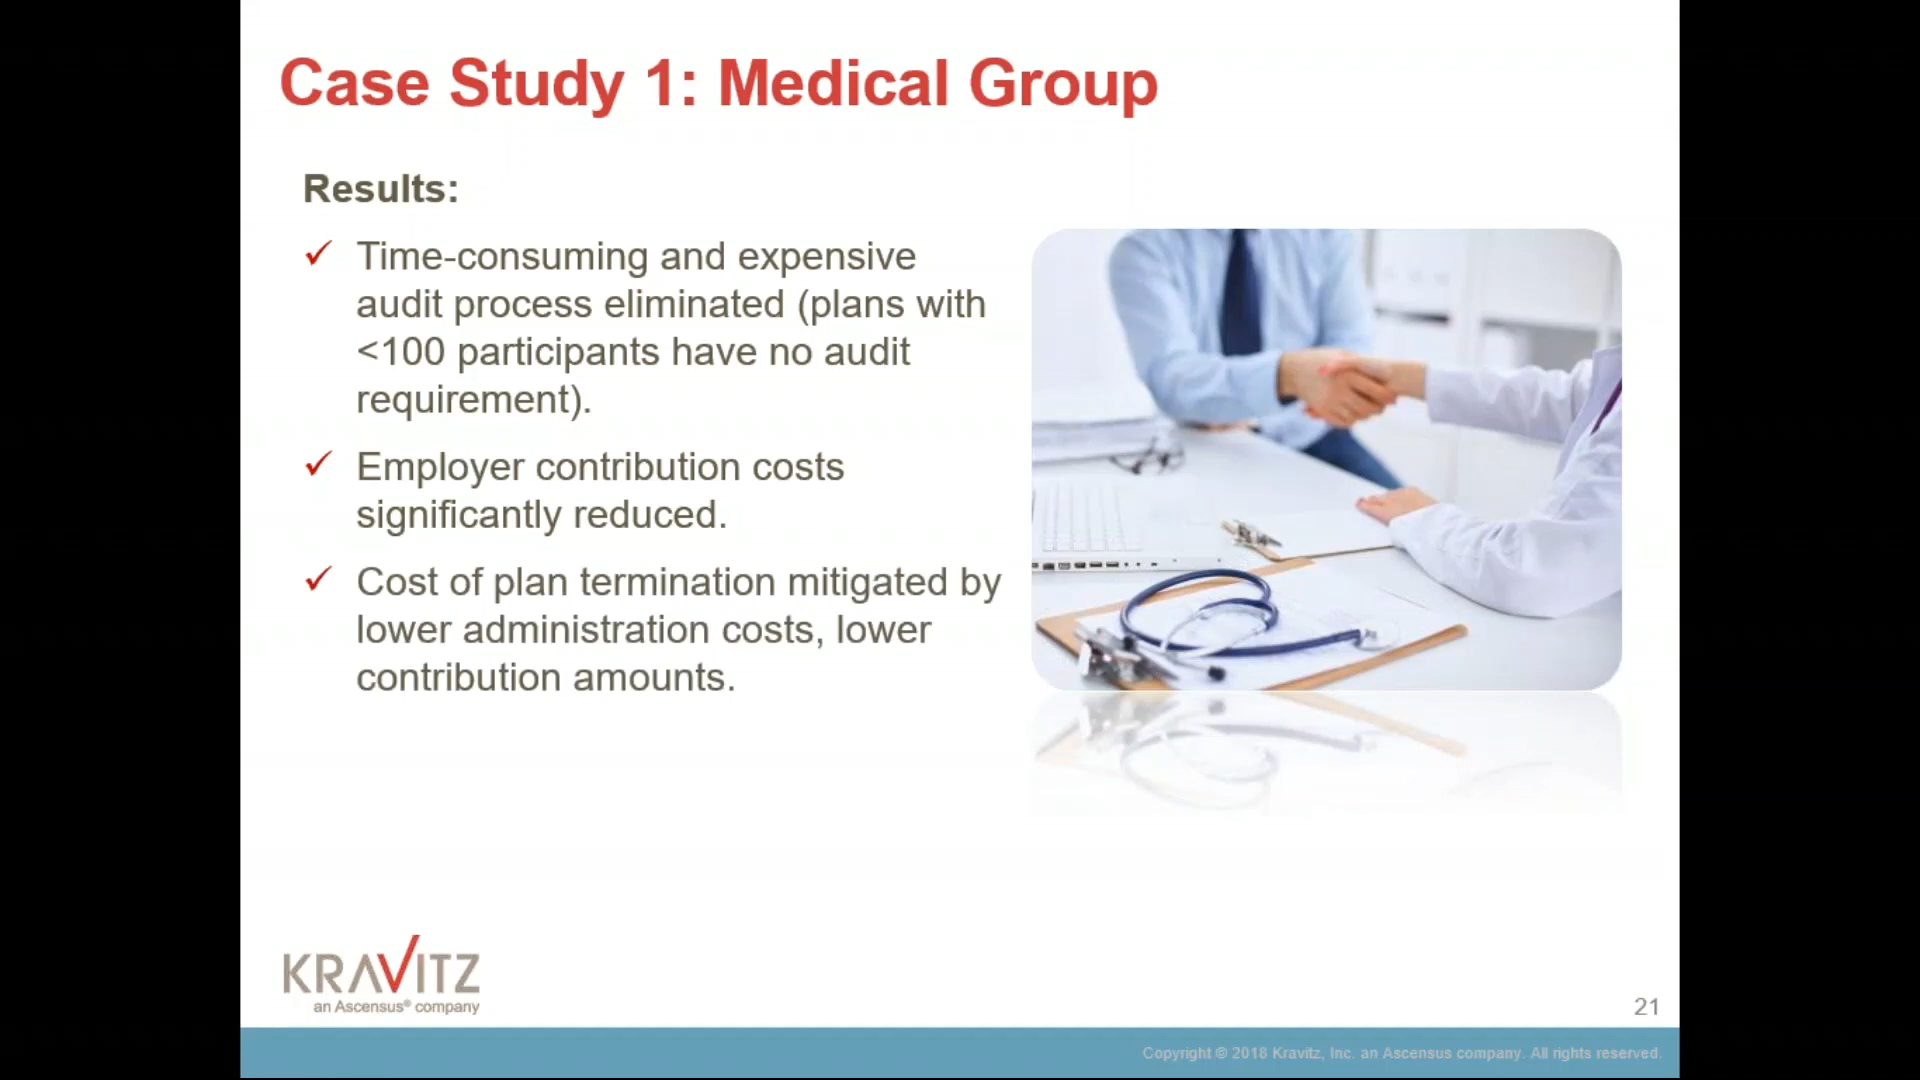 Case Study 1: Medical Group
Results:
Time-consuming and expensive
audit process eliminated (plans with
<100 participants have no audit
requirement).
Employer contribution costs
significantly reduced.
Cost of plan termination mitigated by
lower administration costs, lower
contribution amounts.
KRAVITZ
an Ascensus® company
21
Copyright © 2018 Kravitz, Inc. an Ascensus company. All rights reserved.